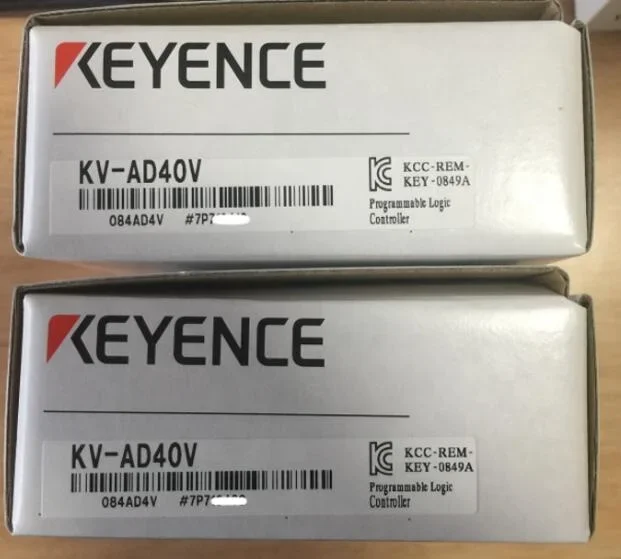 KEYENCE
KV-AD40V
084AD4V
KCC-REM-
KEY-0849A
Programmable Logic
Controller
KEYENCE
KV-AD40V
084AD4V
KCC-REM-
KEY-0849A
Programmable Logic
Controller